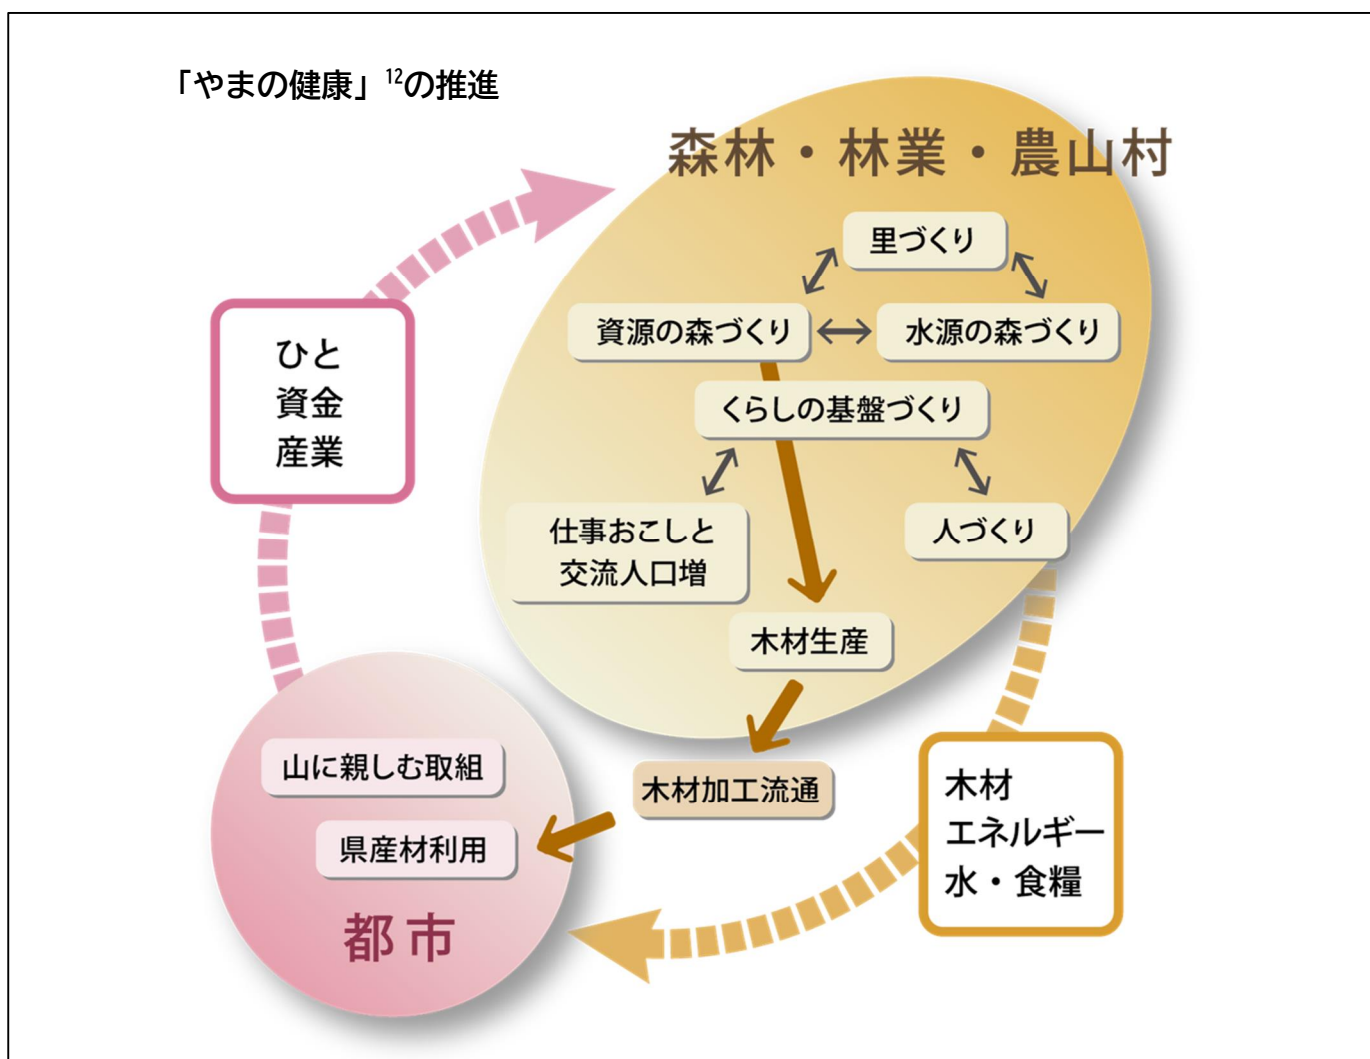 「やまの健康」12の推進
森林・林業・農山村
里づくり
資源の森づくり
水源の森づくり
くらしの基盤づくり
仕事おこしと
交流人口増
人づくり
木材生産
木材加工流通
ひと
資金
産業
山に親しむ取組
県産材利用
都市
木材
エネルギー
水・食糧